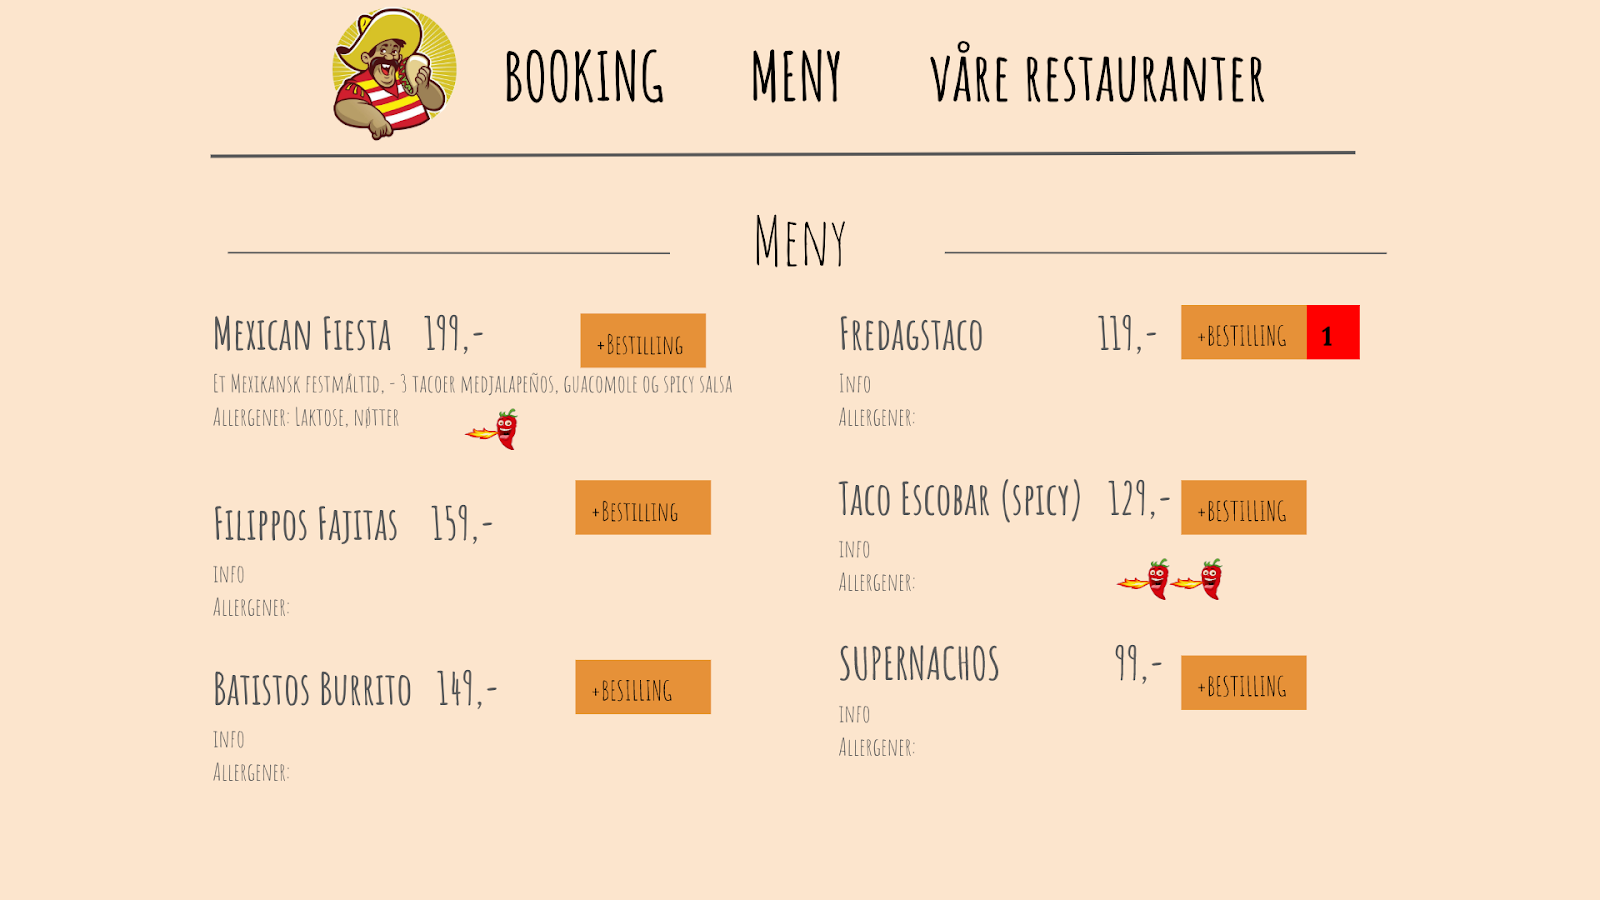 BOOKING MENY VÅRE RESTAURANTER
Meny
Mexican Fiesta 199,- +Bestilling
Et Mexikansk festmåltid, - 3 tacoer medjalapeños, guacomole og spicy salsa
Allergener: Laktose, nøtter
Filippos Fajitas 159,- +Bestilling
info
Allergener:
Batistos Burrito 149,- +BESILLING
info
Allergener:
Fredagstaco 119,- +BESTILLING 1
Info
Allergener:
Taco Escobar (spicy) 129,- +BESTILLING
info
Allergener:
SUPERNACHOS 99,- +BESTILLING
info
Allergener: